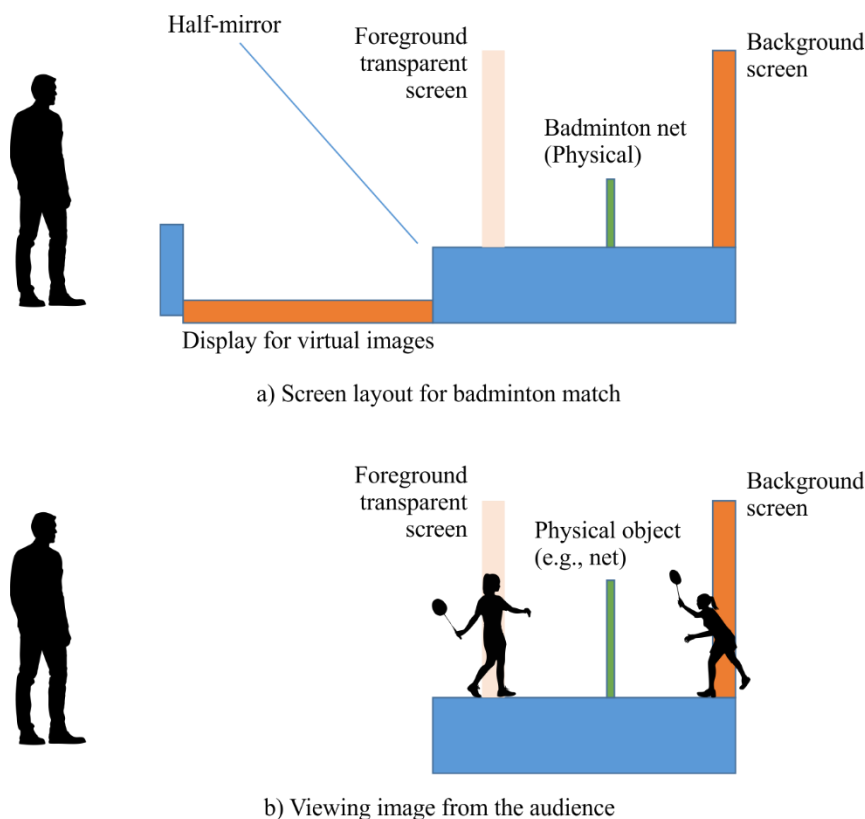 Half-mirror
Foreground
transparent
screen
Background
screen
Badminton net
(Physical)
Display for virtual images
a) Screen layout for badminton match
Foreground
transparent
screen
Background
screen
Physical object
(e.g., net)
b) Viewing image from the audience